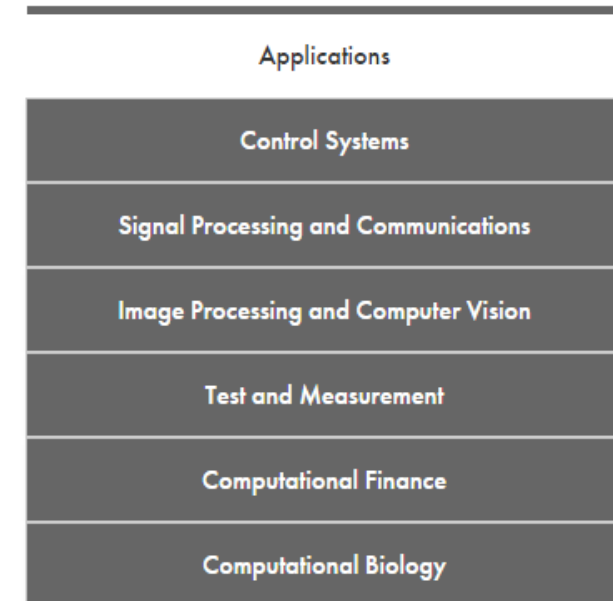 Applications
Control Systems
Signal Processing and Communications
Image Processing and Computer Vision
Test and Measurement
Computational Finance
Computational Biology